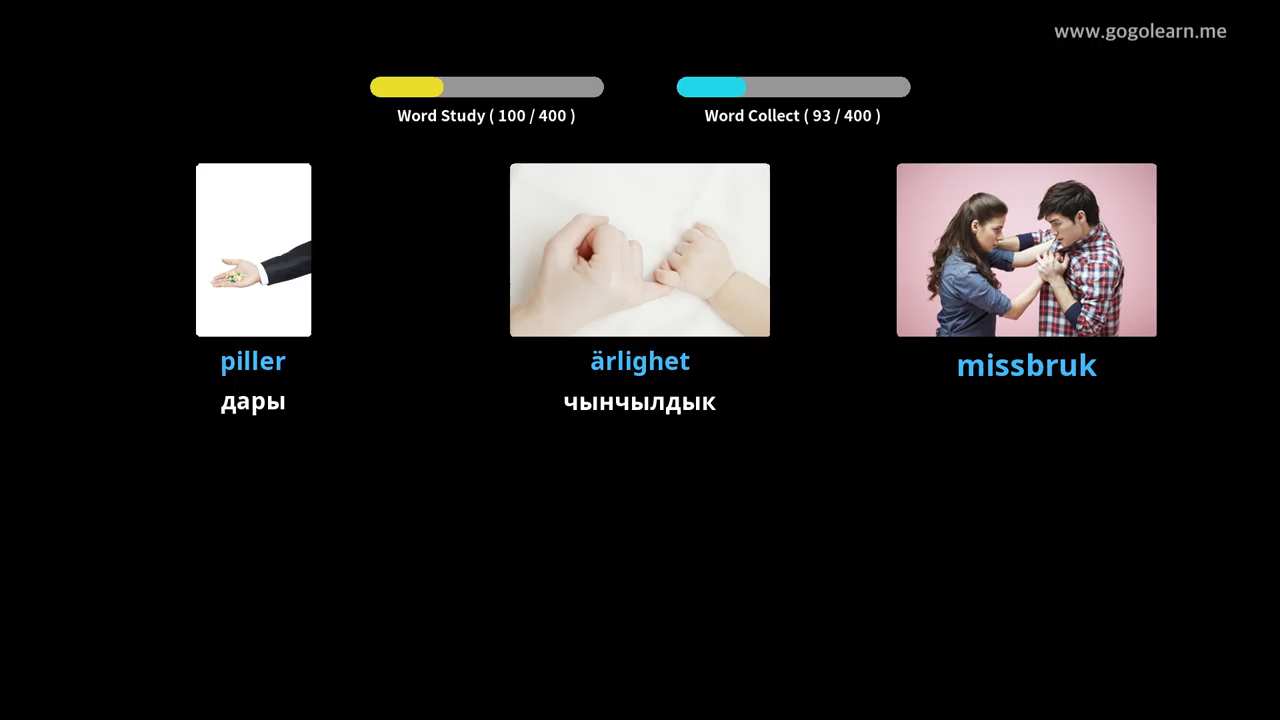 www.gogolearn.me
Word Study ( 100 / 400 )
Word Collect ( 93 / 400 )
piller
ärlighet
missbruk
дары
чынчылдык